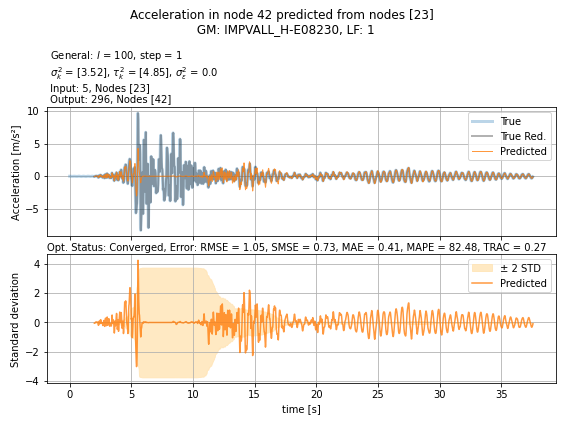 Acceleration in node 42 predicted from nodes [23]
GM: IMPVALL_H-E08230, LF: 1
General: l = 100, step = 1
σ²ₖ = [3.52], τ²ₖ = [4.85], σ²ε = 0.0
Input: 5, Nodes [23]
Output: 296, Nodes [42]
10
5
0
−5
Acceleration [m/s²]
True
True Red.
Predicted
Opt. Status: Converged, Error: RMSE = 1.05, SMSE = 0.73, MAE = 0.41, MAPE = 82.48, TRAC = 0.27
4
2
0
−2
−4
Standard deviation
± 2 STD
Predicted
0 5 10 15 20 25 30 35
time [s]